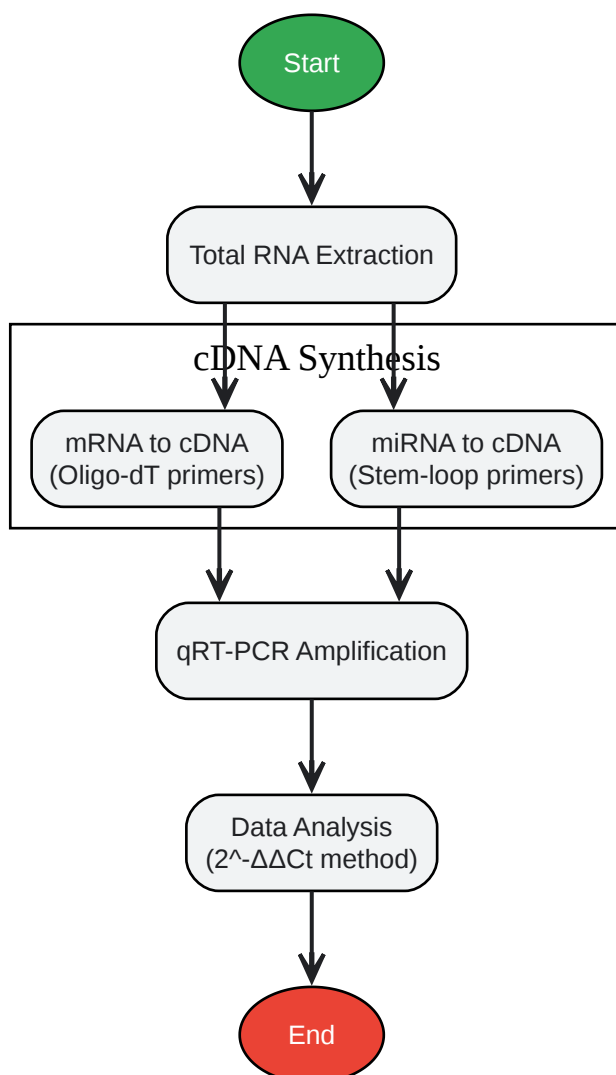 Start
Total RNA Extraction
cDNA Synthesis
mRNA to cDNA
(Oligo-dT primers)
miRNA to cDNA
(Stem-loop primers)
qRT-PCR Amplification
Data Analysis
(2^-ΔΔCt method)
End